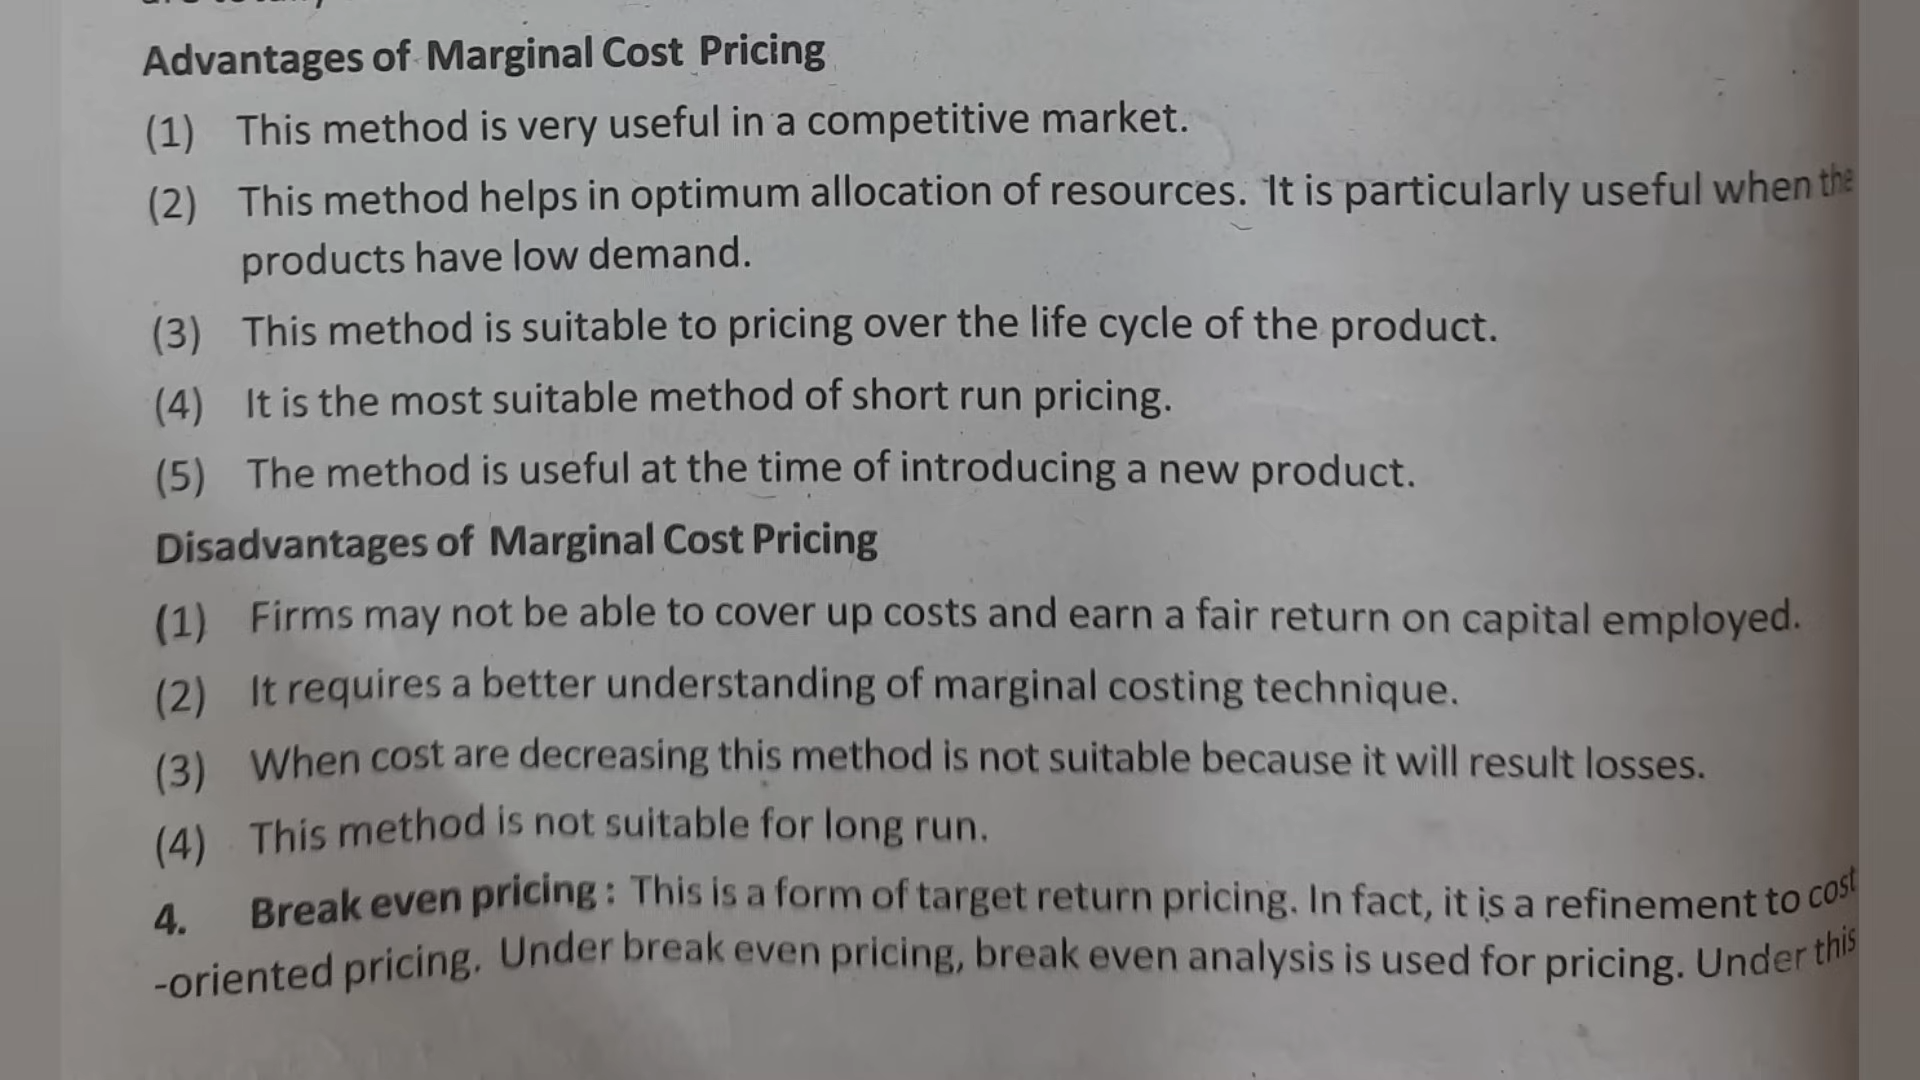 Advantages of Marginal Cost Pricing
(1) This method is very useful in a competitive market.
(2) This method helps in optimum allocation of resources. It is particularly useful when the
products have low demand.
(3) This method is suitable to pricing over the life cycle of the product.
(4) It is the most suitable method of short run pricing.
(5) The method is useful at the time of introducing a new product.
Disadvantages of Marginal Cost Pricing
(1) Firms may not be able to cover up costs and earn a fair return on capital employed.
(2) It requires a better understanding of marginal costing technique.
(3) When cost are decreasing this method is not suitable because it will result losses.
(4) This method is not suitable for long run.
4. Break even pricing : This is a form of target return pricing. In fact, it is a refinement to cost
-oriented pricing. Under break even pricing, break even analysis is used for pricing. Under this